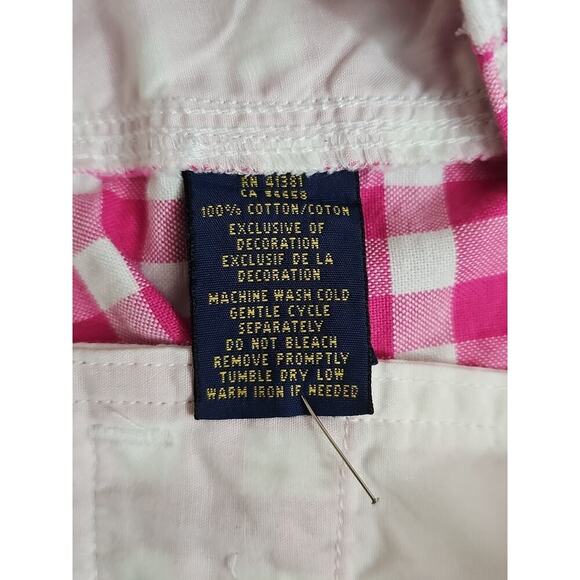 RN 41381
CA
100% COTTON/COTON
EXCLUSIVE OF
DECORATION
EXCLUSIF DE LA
DECORATION
MACHINE WASH COLD
GENTLE CYCLE
SEPARATELY
DO NOT BLEACH
REMOVE PROMPTLY
TUMBLE DRY LOW
WARM IRON IF NEEDED